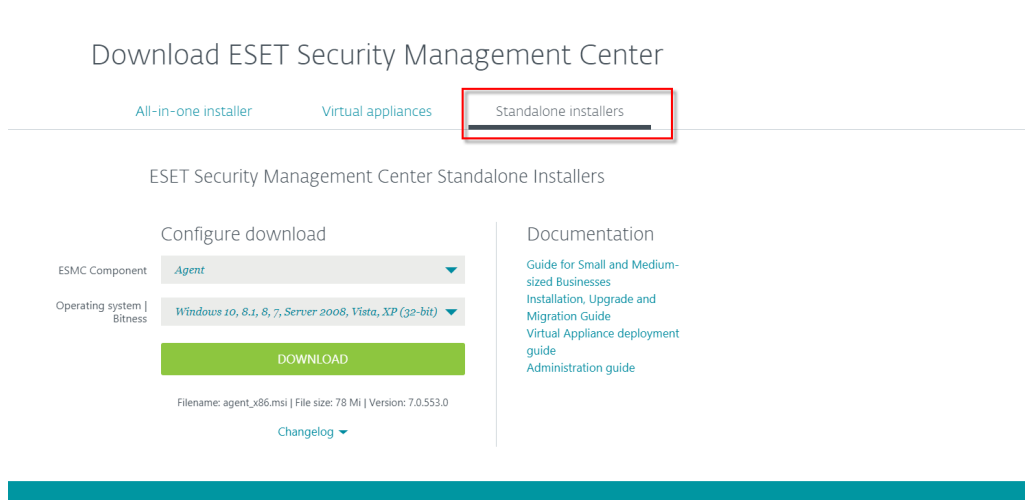 Download ESET Security Management Center
All-in-one installer
Virtual appliances
Standalone installers
ESET Security Management Center Standalone Installers
Configure download
ESMC Component
Agent
Operating system |
Bitness
Windows 10, 8.1, 8, 7, Server 2008, Vista, XP (32-bit)
DOWNLOAD
Filename: agent_x86.msi | File size: 78 Mi | Version: 7.0.553.0
Changelog
Documentation
Guide for Small and Medium-
sized Businesses
Installation, Upgrade and
Migration Guide
Virtual Appliance deployment
guide
Administration guide